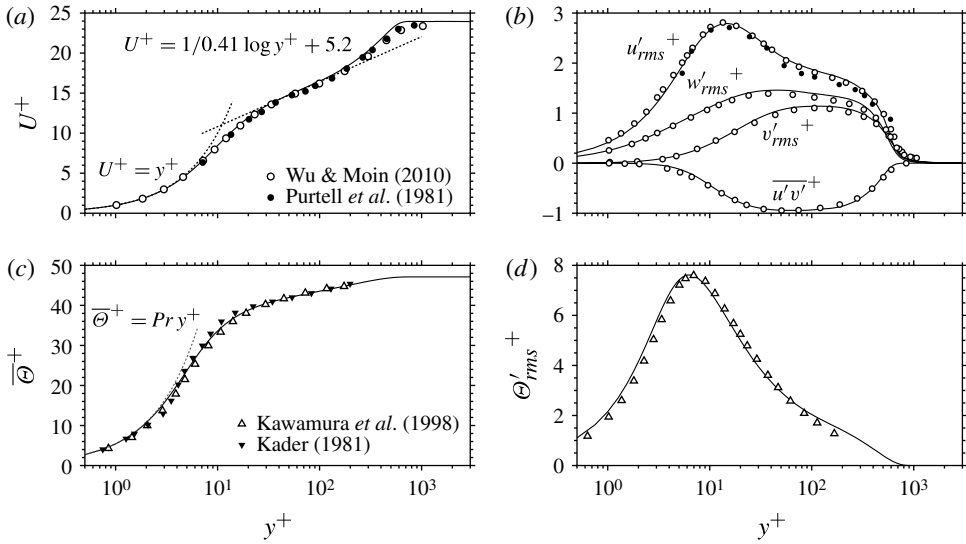 (a)
25
20
15
10
5
0
U+
U+ = 1/0.41 log y+ + 5.2
U+ = y+
Wu & Moin (2010)
Purtell et al. (1981)
(b)
3
2
1
0
−1
u′rms+
w′rms+
v′rms+
u′v′+
(c)
50
40
30
20
10
0
Θ+
Θ+ = Pr y+
Kawamura et al. (1998)
Kader (1981)
10^0 10^1 10^2 10^3
y+
(d)
8
6
4
2
0
Θ′rms+
10^0 10^1 10^2 10^3
y+